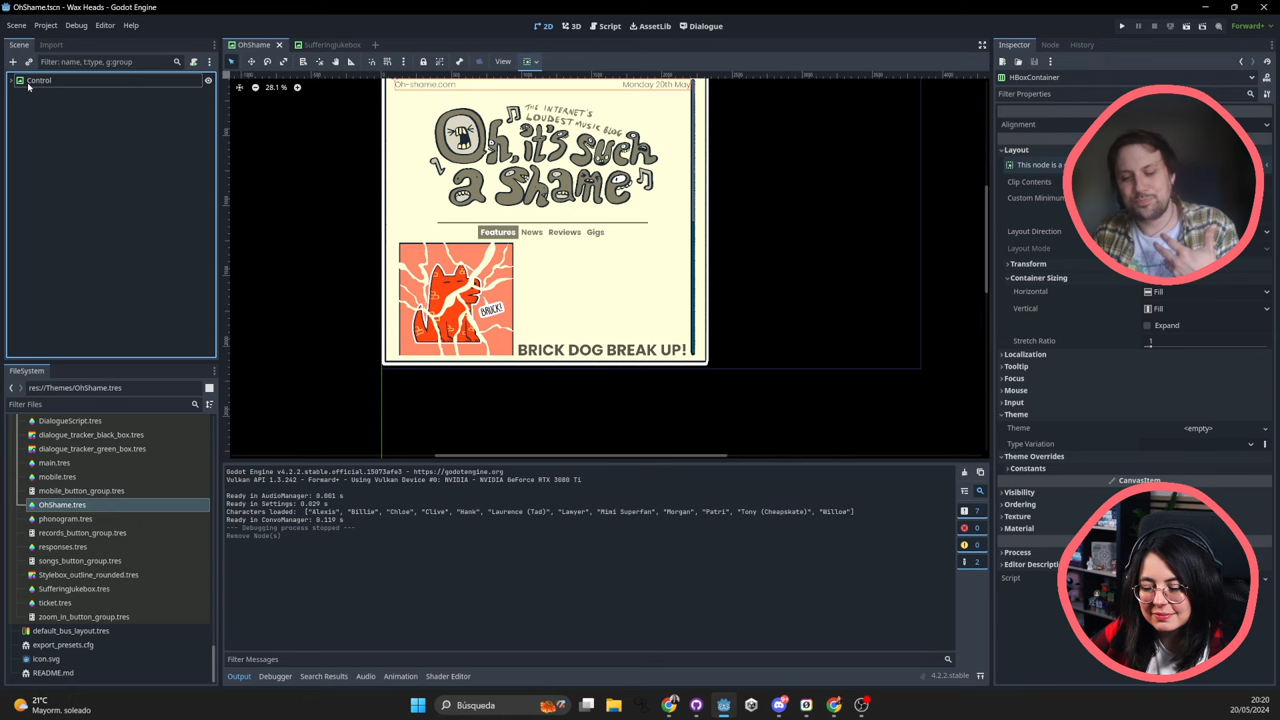 OhShame.tscn - Wax Heads - Godot Engine
Scene Project Debug Editor Help
2D 3D Script AssetLib Dialogue
Forward+
Scene Import
OhShame SufferingJukebox
Inspector Node History
Filter: name, t:type, g:group
View
HBoxContainer
Control
28.1 %
Filter Properties
Oh-shame.com Monday 20th May
THE INTERNET'S
LOUDEST MUSIC BLOG
Oh, it's such
a shame
Features News Reviews Gigs
BRUCK!
BRICK DOG BREAK UP!
Alignment
Layout
This node is a
Clip Contents
Custom Minimum
Layout Direction
Layout Mode
Transform
Container Sizing
Horizontal Fill
Vertical Fill
Expand
Stretch Ratio 1
Localization
Tooltip
Focus
Mouse
Input
Theme
Theme <empty>
Type Variation
Theme Overrides
Constants
CanvasItem
Visibility
Ordering
Texture
Material
Process
Editor Descripti
Script
FileSystem
res://Themes/OhShame.tres
Filter Files
DialogueScript.tres
dialogue_tracker_black_box.tres
dialogue_tracker_green_box.tres
main.tres
mobile.tres
mobile_button_group.tres
OhShame.tres
phonogram.tres
records_button_group.tres
responses.tres
songs_button_group.tres
Stylebox_outline_rounded.tres
SufferingJukebox.tres
ticket.tres
zoom_in_button_group.tres
default_bus_layout.tres
export_presets.cfg
icon.svg
README.md
Godot Engine v4.2.2.stable.official.15073afe3 - https://godotengine.org
Vulkan API 1.3.242 - Forward+ - Using Vulkan Device #0: NVIDIA - NVIDIA GeForce RTX 3080 Ti
Ready in AudioManager: 0.001 s
Ready in Settings: 0.029 s
Characters loaded: ["Alexis", "Billie", "Chloe", "Clive", "Hank", "Laurence (Tad)", "Lawyer", "Mimi Superfan", "Morgan", "Patri", "Tony (Cheapskate)", "Willow"]
Ready in ConvoManager: 0.119 s
--- Debugging process stopped ---
Remove Node(s)
7
0
0
2
Filter Messages
Output Debugger Search Results Audio Animation Shader Editor
4.2.2.stable
21°C
Mayorm. soleado
Búsqueda
20:20
20/05/2024